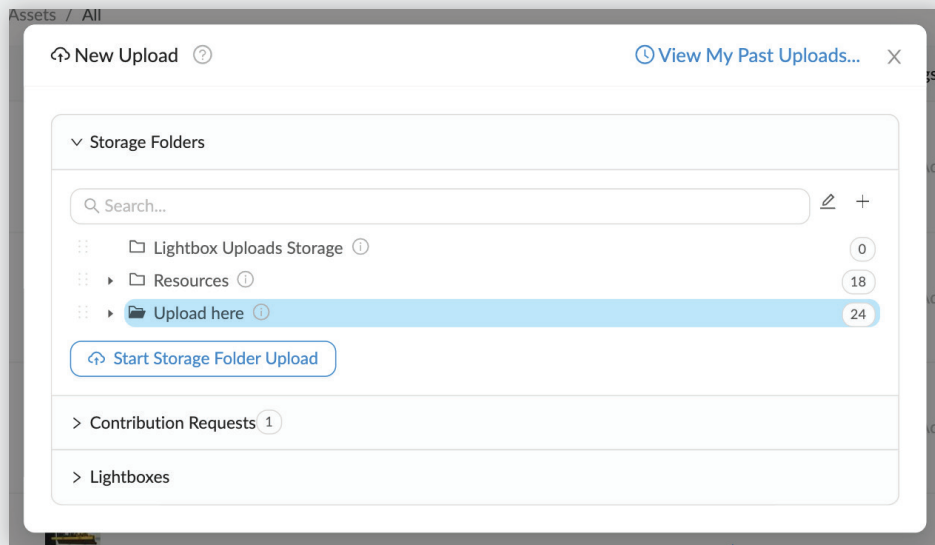 Assets / All
New Upload
View My Past Uploads...
Storage Folders
Search...
Lightbox Uploads Storage 0
Resources 18
Upload here 24
Start Storage Folder Upload
Contribution Requests 1
Lightboxes